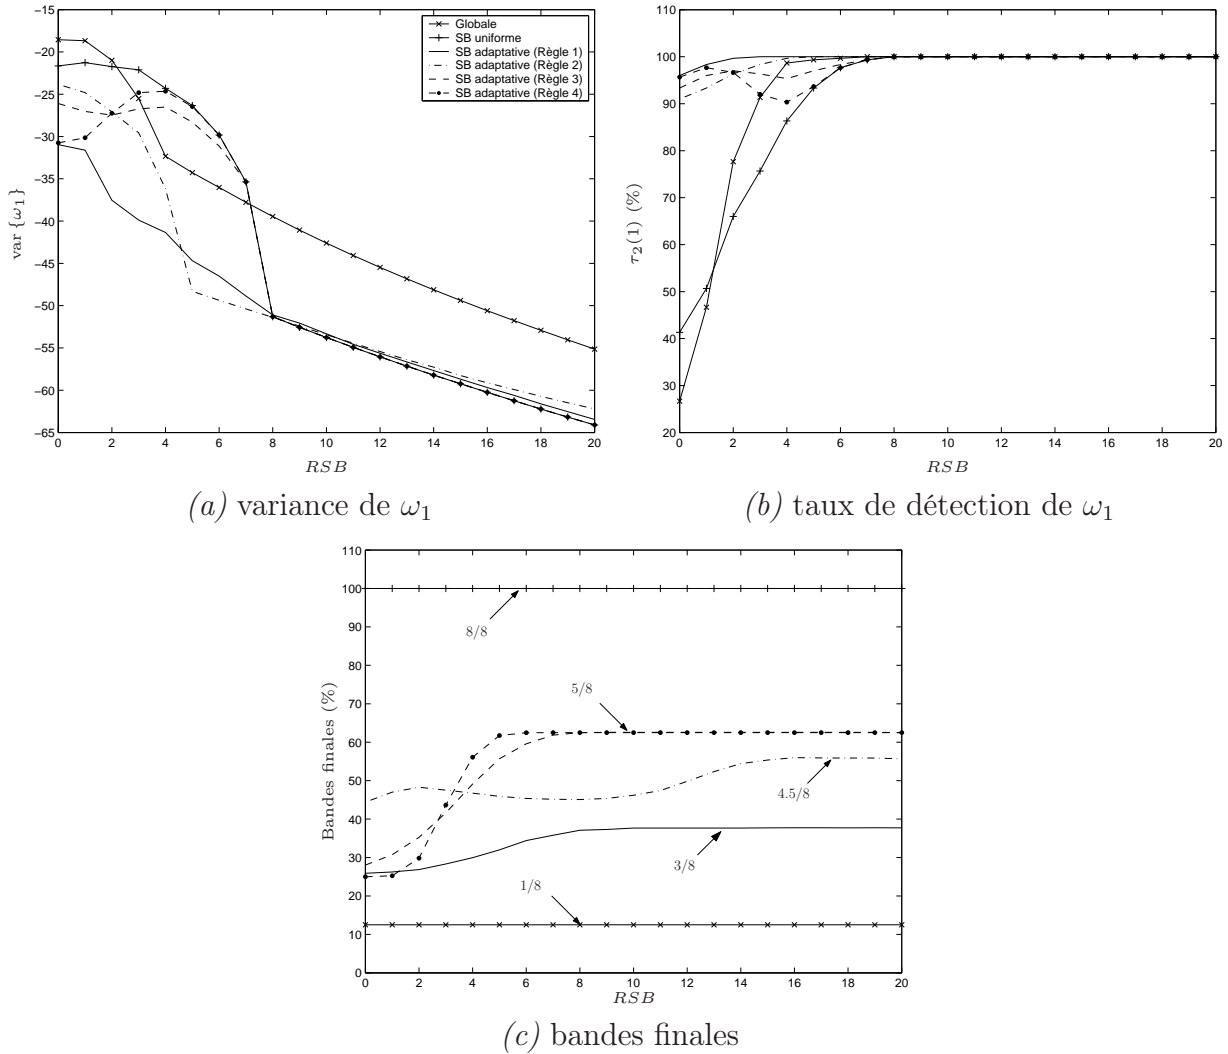 −15
−20
−25
−30
−35
−40
−45
−50
−55
−60
−65
0 2 4 6 8 10 12 14 16 18 20
var {ω₁}
RSB
Globale
SB uniforme
SB adaptative (Règle 1)
SB adaptative (Règle 2)
SB adaptative (Règle 3)
SB adaptative (Règle 4)
(a) variance de ω₁
110
100
90
80
70
60
50
40
30
20
0 2 4 6 8 10 12 14 16 18 20
τ₂(1) (%)
RSB
(b) taux de détection de ω₁
110
100
90
80
70
60
50
40
30
20
10
0
0 2 4 6 8 10 12 14 16 18 20
Bandes finales (%)
RSB
8/8
5/8
4.5/8
3/8
1/8
(c) bandes finales